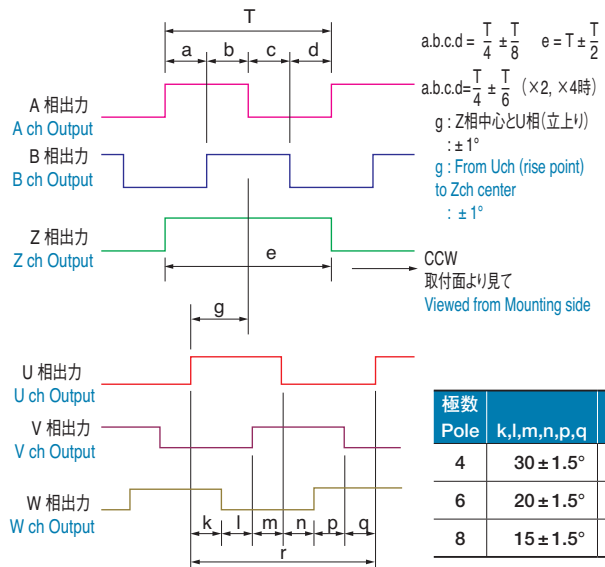 T
a b c d
A 相出力
A ch Output
B 相出力
B ch Output
Z 相出力
Z ch Output
e
g
a.b.c.d = T/4 ± T/8 e = T ± T/2
a.b.c.d= T/4 ± T/6 (×2, ×4時)
g : Z相中心とU相(立上り)
: ± 1°
g : From Uch (rise point)
to Zch center
: ± 1°
CCW
取付面より見て
Viewed from Mounting side
U 相出力
U ch Output
V 相出力
V ch Output
W 相出力
W ch Output
k l m n p q
r
極数
Pole k,l,m,n,p,q
4 30±1.5°
6 20±1.5°
8 15±1.5°